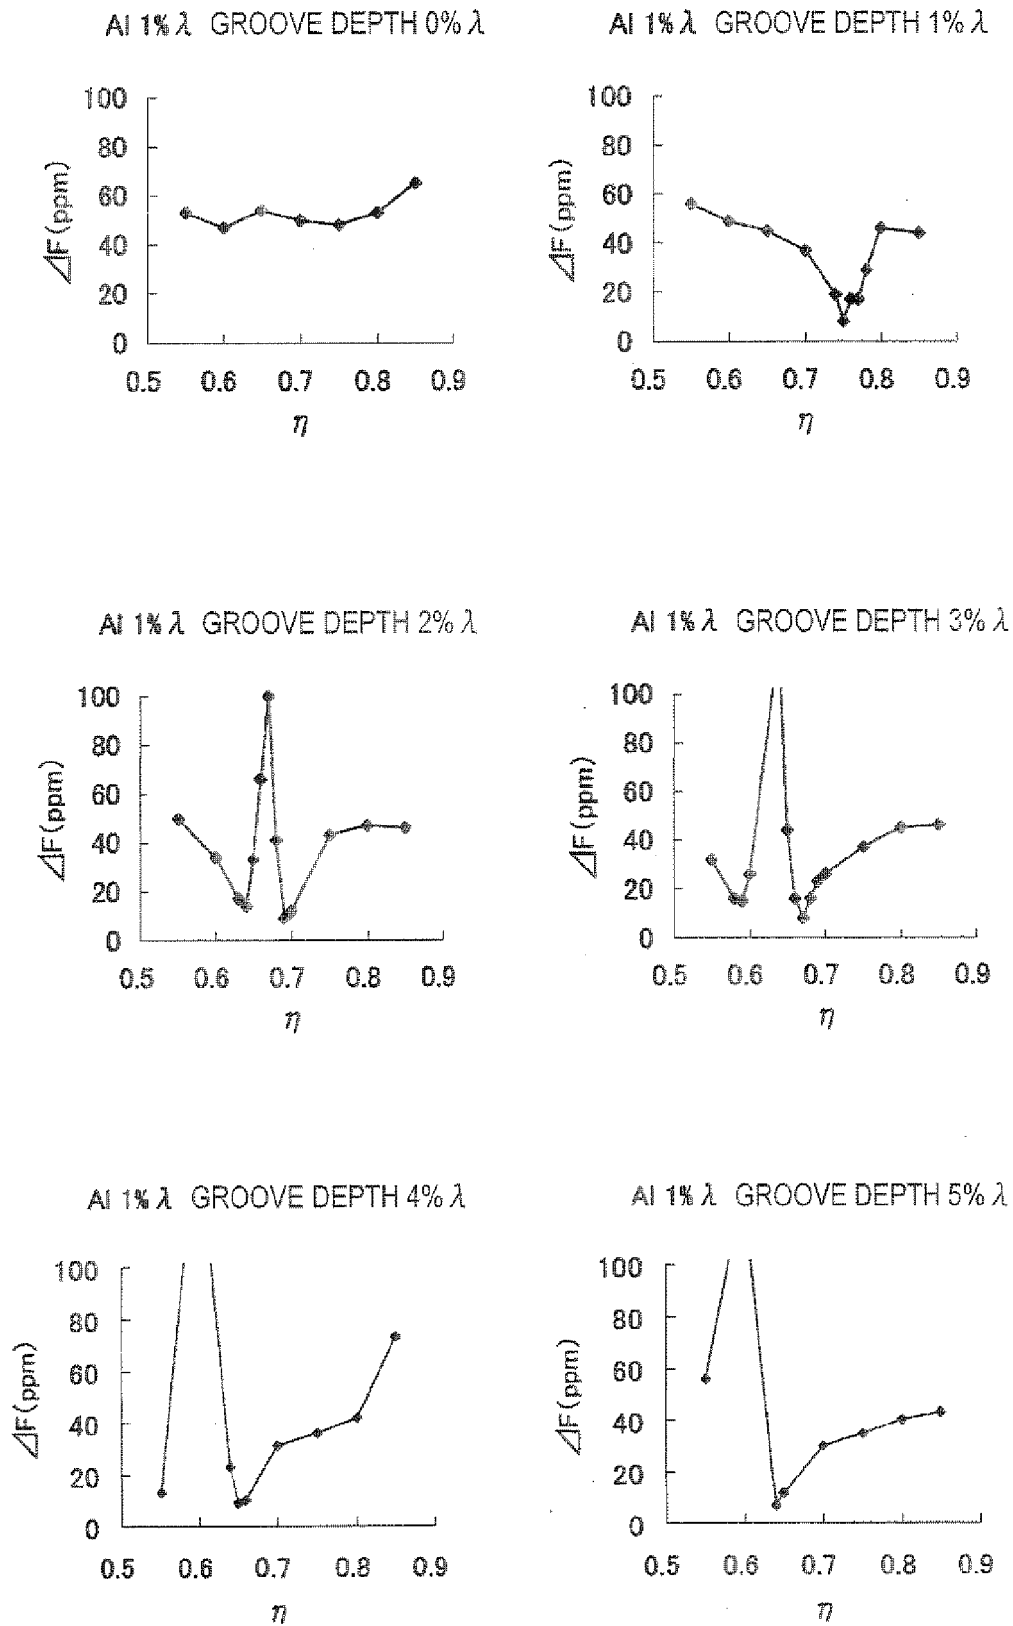 Al 1% λ GROOVE DEPTH 0% λ
100
80
60
40
20
0
ΔF(ppm)
0.5 0.6 0.7 0.8 0.9
η
Al 1% λ GROOVE DEPTH 1% λ
100
80
60
40
20
0
ΔF(ppm)
0.5 0.6 0.7 0.8 0.9
η
Al 1% λ GROOVE DEPTH 2% λ
100
80
60
40
20
0
ΔF(ppm)
0.5 0.6 0.7 0.8 0.9
η
Al 1% λ GROOVE DEPTH 3% λ
100
80
60
40
20
0
ΔF(ppm)
0.5 0.6 0.7 0.8 0.9
η
Al 1% λ GROOVE DEPTH 4% λ
100
80
60
40
20
0
ΔF(ppm)
0.5 0.6 0.7 0.8 0.9
η
Al 1% λ GROOVE DEPTH 5% λ
100
80
60
40
20
0
ΔF(ppm)
0.5 0.6 0.7 0.8 0.9
η